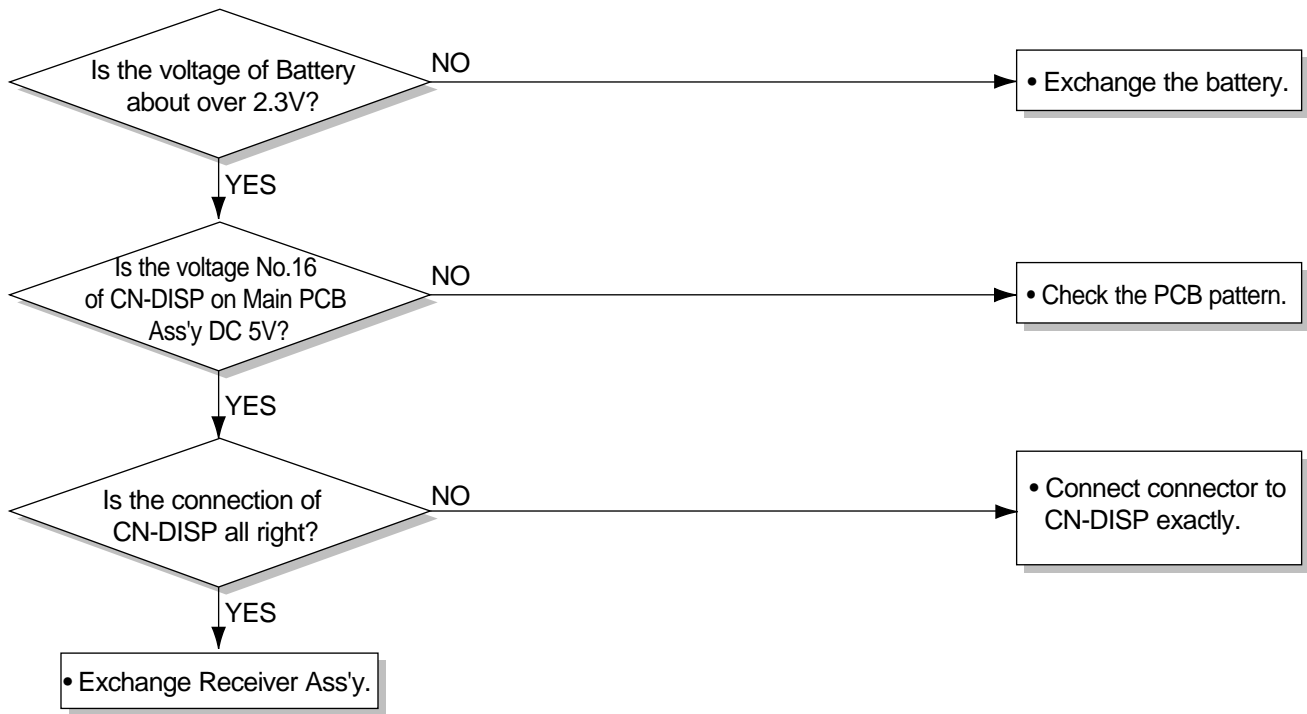 Is the voltage of Battery
about over 2.3V?
NO
• Exchange the battery.
YES
Is the voltage No.16
of CN-DISP on Main PCB
Ass'y DC 5V?
NO
• Check the PCB pattern.
YES
Is the connection of
CN-DISP all right?
NO
• Connect connector to
CN-DISP exactly.
YES
• Exchange Receiver Ass'y.